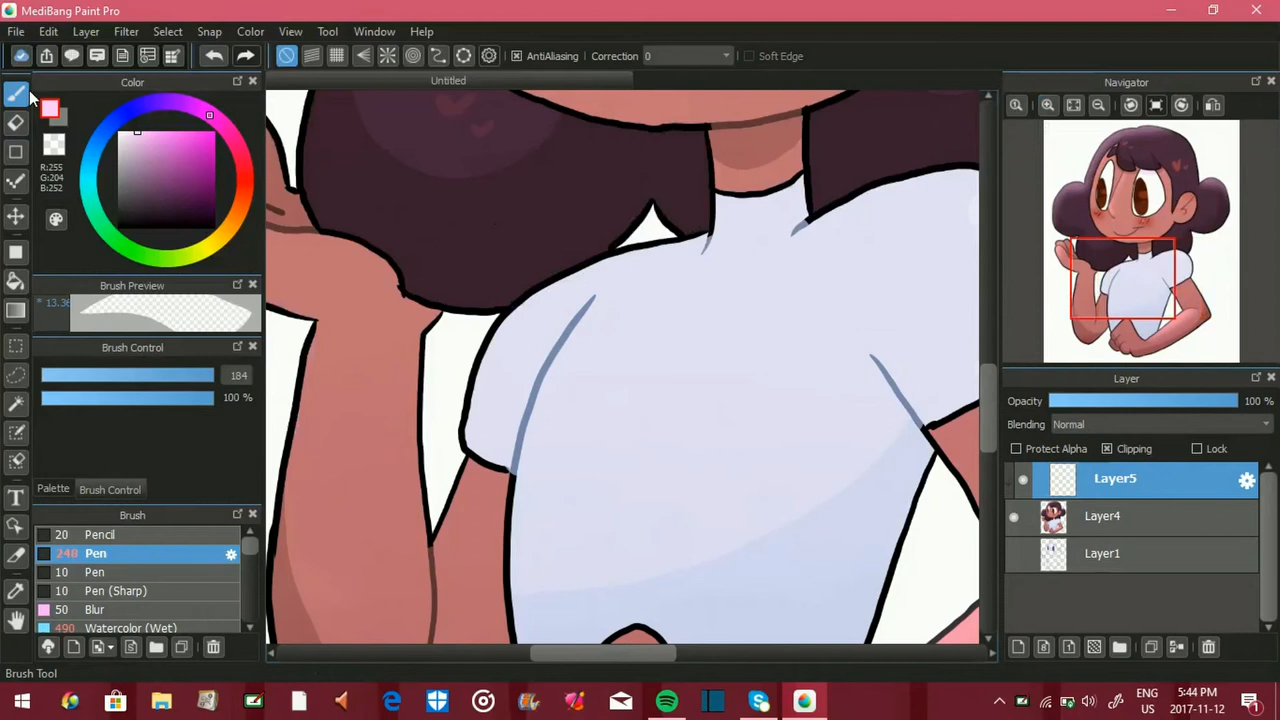 MediBang Paint Pro
File Edit Layer Filter Select Snap Color View Tool Window Help
AntiAliasing Correction 0 Soft Edge
Color
Untitled
Navigator
R:255
G:204
B:252
Brush Preview
* 13.36
Brush Control
184
100 %
Palette Brush Control
Brush
20 Pencil
248 Pen
10 Pen
10 Pen (Sharp)
50 Blur
490 Watercolor (Wet)
Layer
Opacity 100 %
Blending Normal
Protect Alpha Clipping Lock
Layer5
Layer4
Layer1
Brush Tool
T
ENG
US
5:44 PM
2017-11-12
1